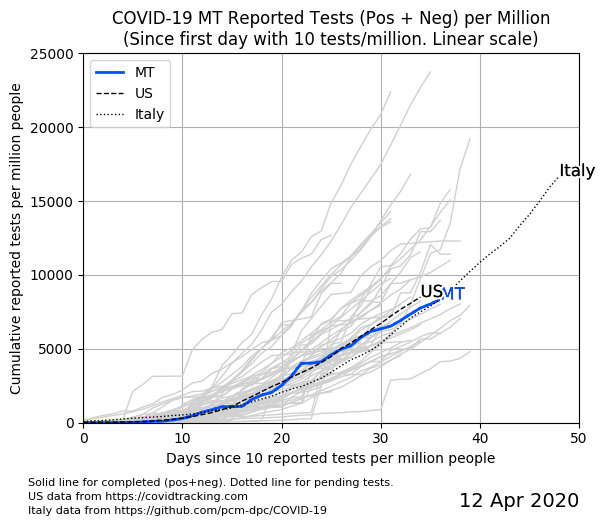 COVID-19 MT Reported Tests (Pos + Neg) per Million
(Since first day with 10 tests/million. Linear scale)
Cumulative reported tests per million people
25000
20000
15000
10000
5000
0
MT
US
Italy
Italy
US
MT
0 10 20 30 40 50
Days since 10 reported tests per million people
Solid line for completed (pos+neg). Dotted line for pending tests.
US data from https://covidtracking.com
Italy data from https://github.com/pcm-dpc/COVID-19
12 Apr 2020